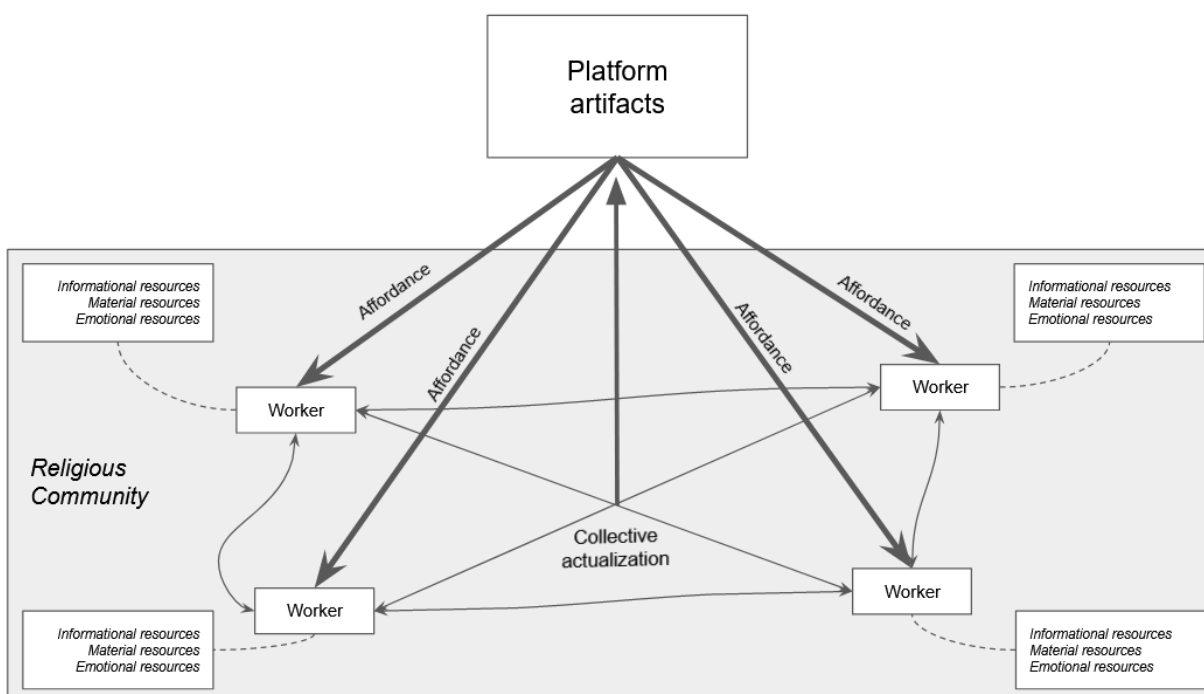 Platform
artifacts
Affordance
Affordance
Affordance
Affordance
Informational resources
Material resources
Emotional resources
Informational resources
Material resources
Emotional resources
Worker
Worker
Religious
Community
Collective
actualization
Worker
Worker
Informational resources
Material resources
Emotional resources
Informational resources
Material resources
Emotional resources